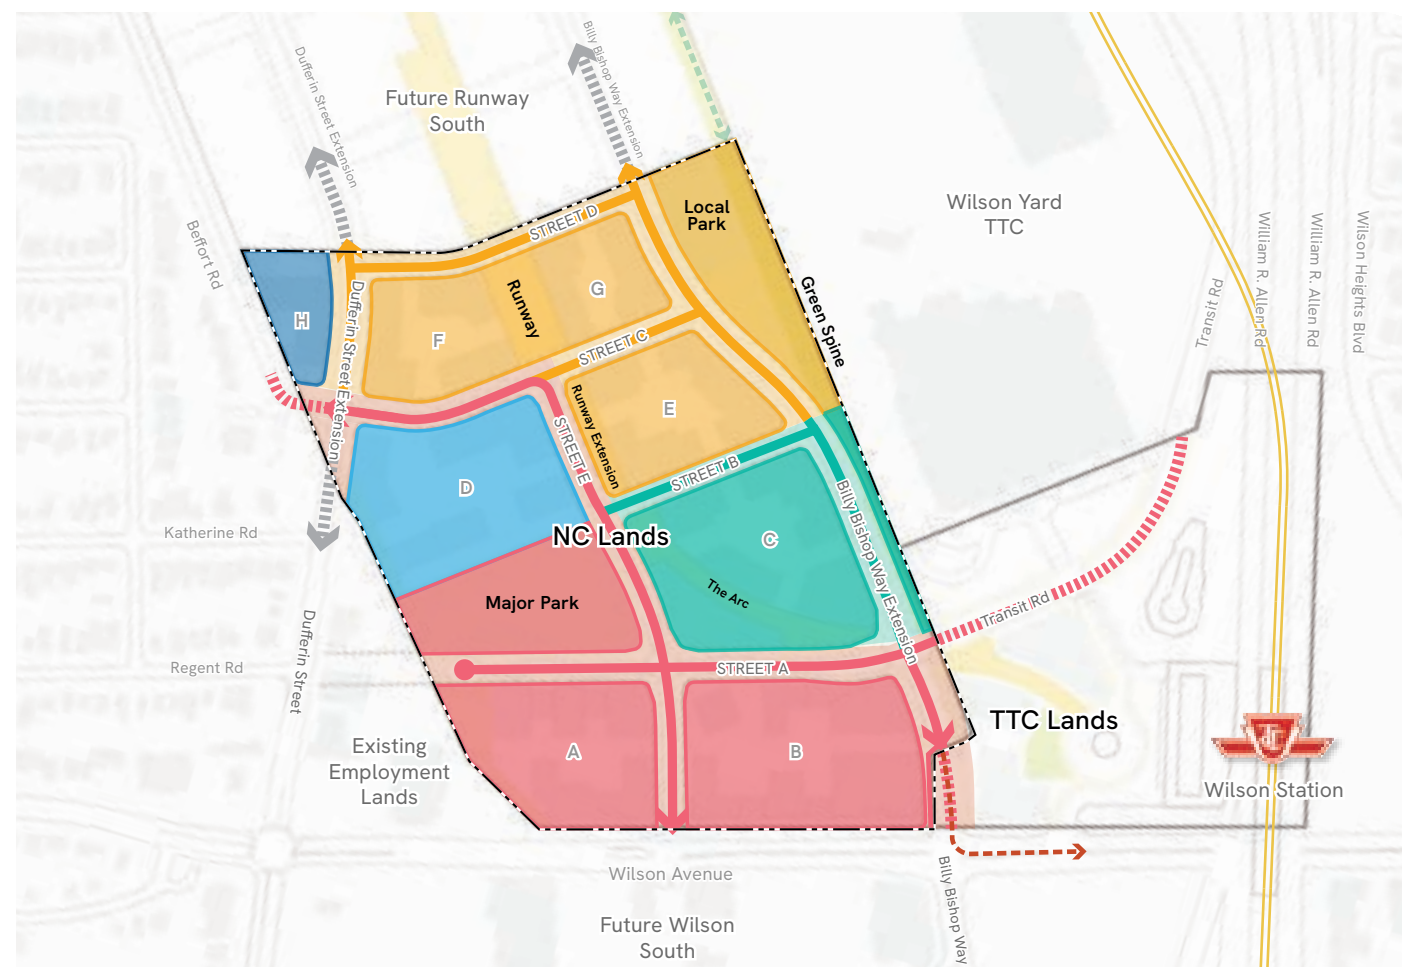 Billy Bishop Way Extension
Dufferin Street Extension
Future Runway
South
Local
Park
Wilson Yard
TTC
STREET D
Beffort Rd
William R. Allen Rd
William R. Allen Rd
Wilson Heights Blvd
Transit Rd
Green Spine
H
Dufferin Street Extension
F
Runway
G
STREET C
E
Runway Extension
STREET E
D
STREET B
Billy Bishop Way Extension
NC Lands
C
Katherine Rd
The Arc
Major Park
Transit Rd
Dufferin Street
Regent Rd
STREET A
TTC Lands
Existing
Employment
Lands
A
B
Wilson Station
Wilson Avenue
Billy Bishop Way
Future Wilson
South